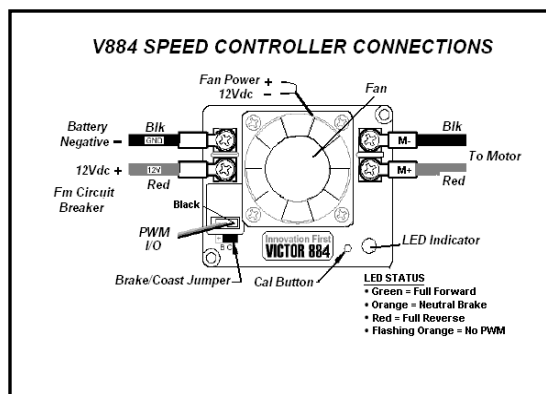 V884 SPEED CONTROLLER CONNECTIONS
Fan Power +
12Vdc -
Fan
Battery
Negative -
Blk
GND
M-
Blk
12Vdc +
12V
Red
M+
Red
To Motor
Fm Circuit
Breaker
Black
PWM
I/O
B C
Innovation First
VICTOR 884
LED Indicator
Brake/Coast Jumper
Cal Button
LED STATUS
• Green = Full Forward
• Orange = Neutral Brake
• Red = Full Reverse
• Flashing Orange = No PWM